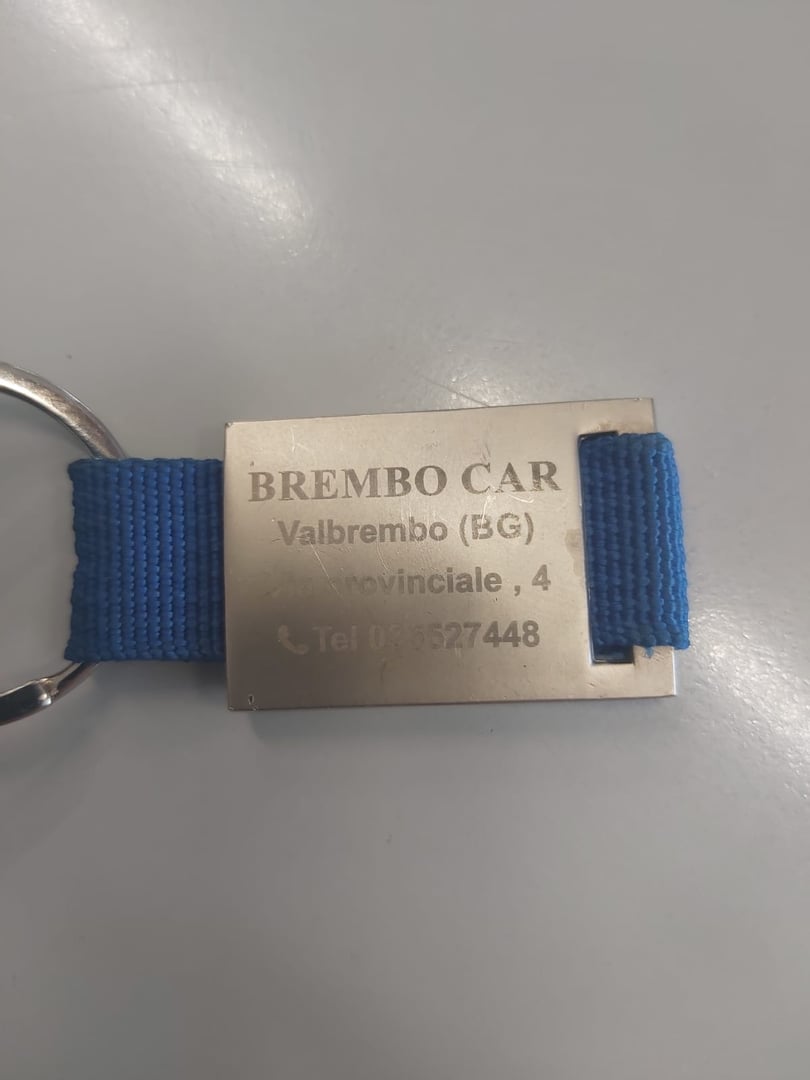 BREMBO CAR
Valbrembo (BG)
provinciale , 4
Tel